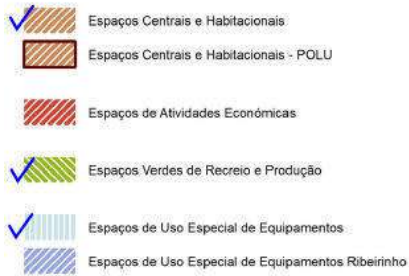 Espaços Centrais e Habitacionais
Espaços Centrais e Habitacionais - POLU
Espaços de Atividades Económicas
Espaços Verdes de Recreio e Produção
Espaços de Uso Especial de Equipamentos
Espaços de Uso Especial de Equipamentos Ribeirinho